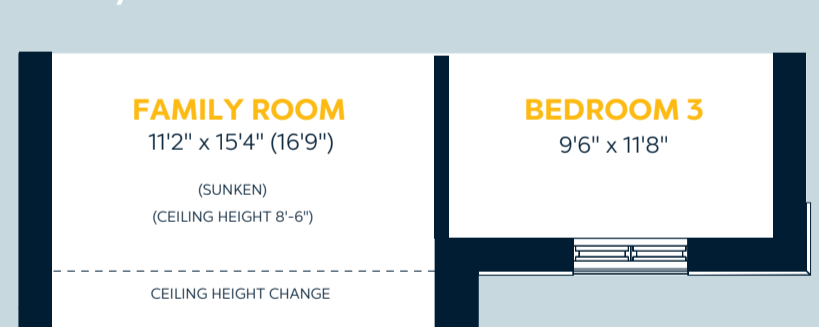 FAMILY ROOM
11'2" x 15'4" (16'9")
(SUNKEN)
(CEILING HEIGHT 8'-6")
CEILING HEIGHT CHANGE
BEDROOM 3
9'6" x 11'8"